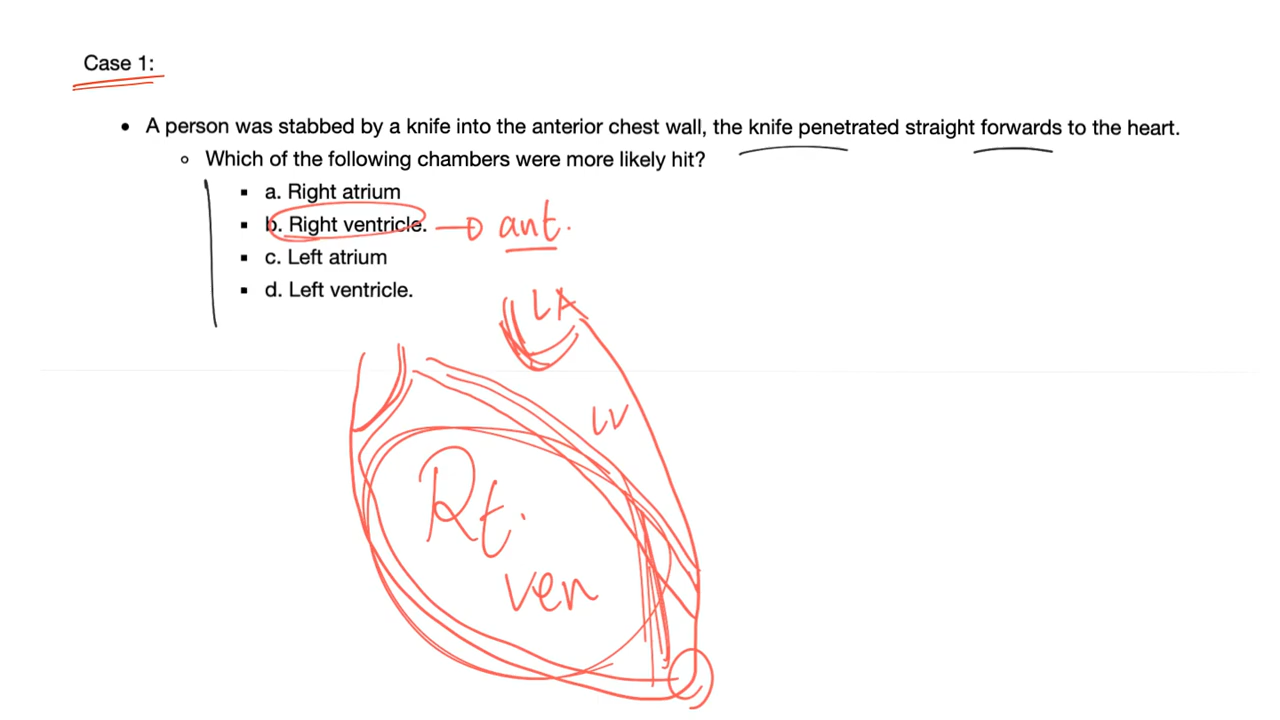 Case 1:
• A person was stabbed by a knife into the anterior chest wall, the knife penetrated straight forwards to the heart.
○ Which of the following chambers were more likely hit?
▪ a. Right atrium
▪ b. Right ventricle. → ant.
▪ c. Left atrium
▪ d. Left ventricle.
LA
LV
Rt.
ven